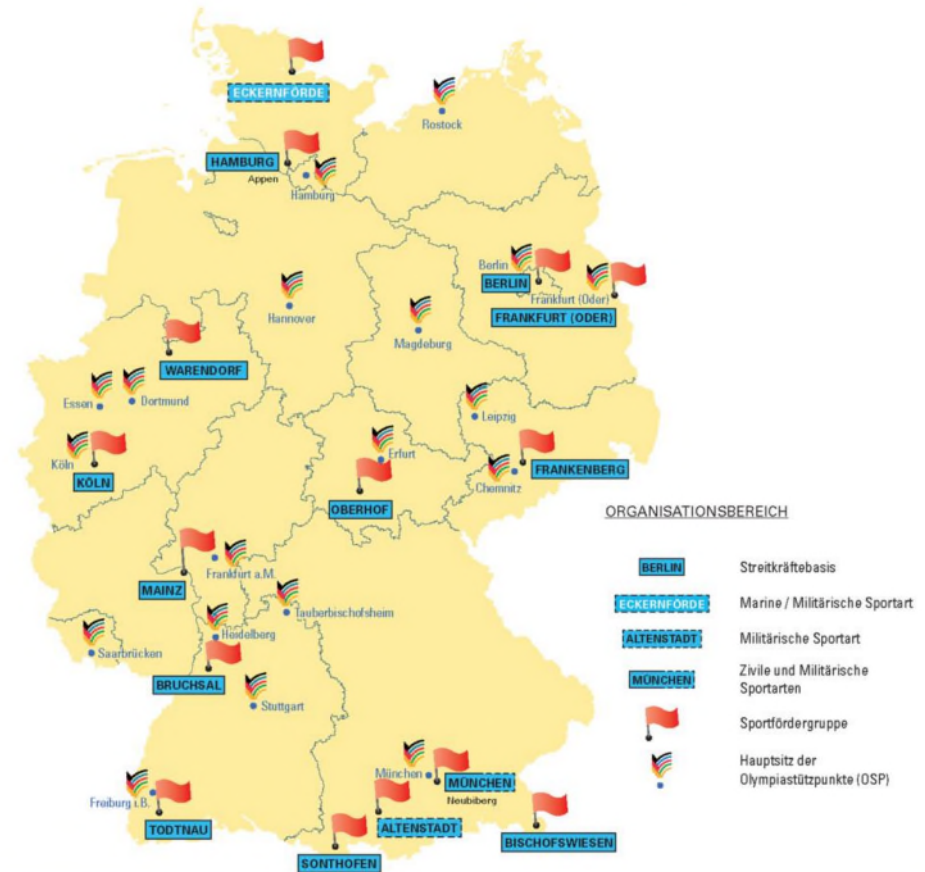 ECKERNFÖRDE
Rostock
HAMBURG
Appen
Hamburg
Berlin
BERLIN
Frankfurt (Oder)
FRANKFURT (ODER)
Hannover
Magdeburg
WARENDORF
Essen
Dortmund
Leipzig
Köln
KÖLN
Erfurt
OBERHOF
Chemnitz
FRANKENBERG
MAINZ
Frankfurt a.M.
Tauberbischofsheim
Heidelberg
Saarbrücken
BRUCHSAL
Stuttgart
München
MÜNCHEN
Neubiberg
Freiburg i.B.
TODTNAU
ALTENSTADT
SONTHOFEN
BISCHOFSWIESEN
ORGANISATIONSBEREICH
BERLIN Streitkräftebasis
ECKERNFÖRDE Marine / Militärische Sportart
ALTENSTADT Militärische Sportart
MÜNCHEN Zivile und Militärische
Sportarten
Sportfördergruppe
Hauptsitz der
Olympiastützpunkte (OSP)